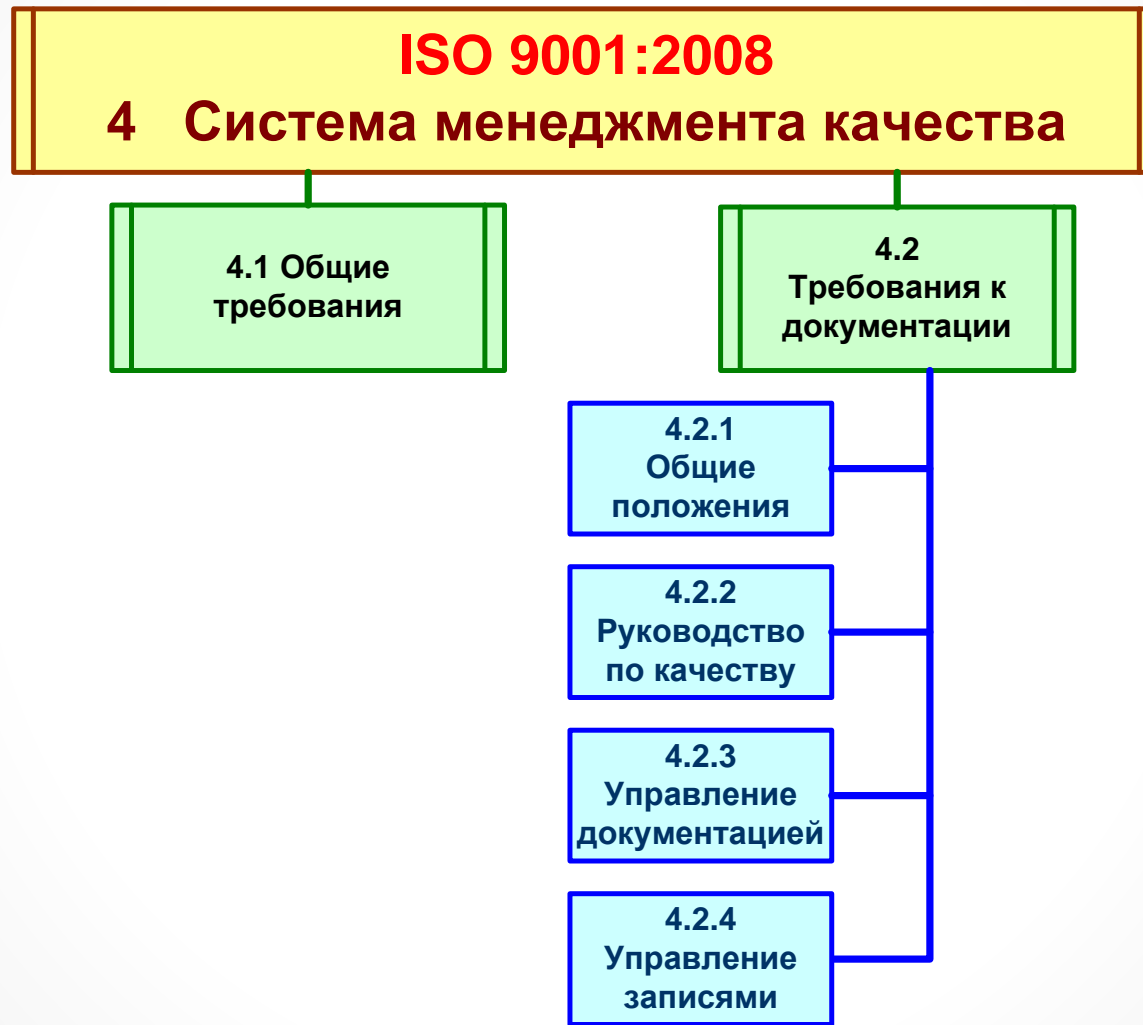 ISO 9001:2008
4 Система менеджмента качества
4.1 Общие
требования
4.2
Требования к
документации
4.2.1
Общие
положения
4.2.2
Руководство
по качеству
4.2.3
Управление
документацией
4.2.4
Управление
записями